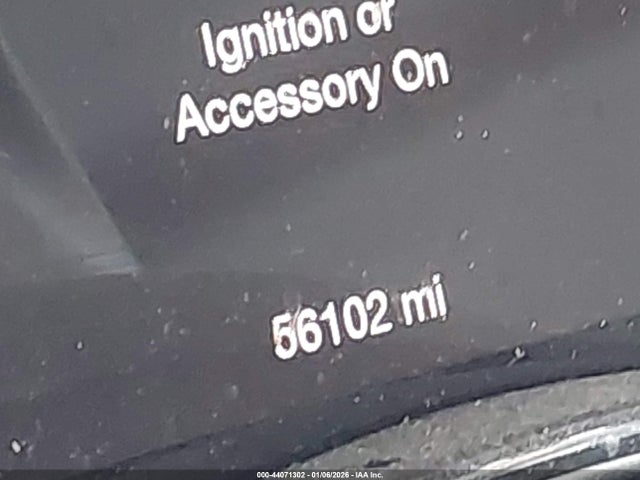 Ignition or
Accessory On
56102 mi
000-44071302 - 01/06/2026 - IAA Inc.